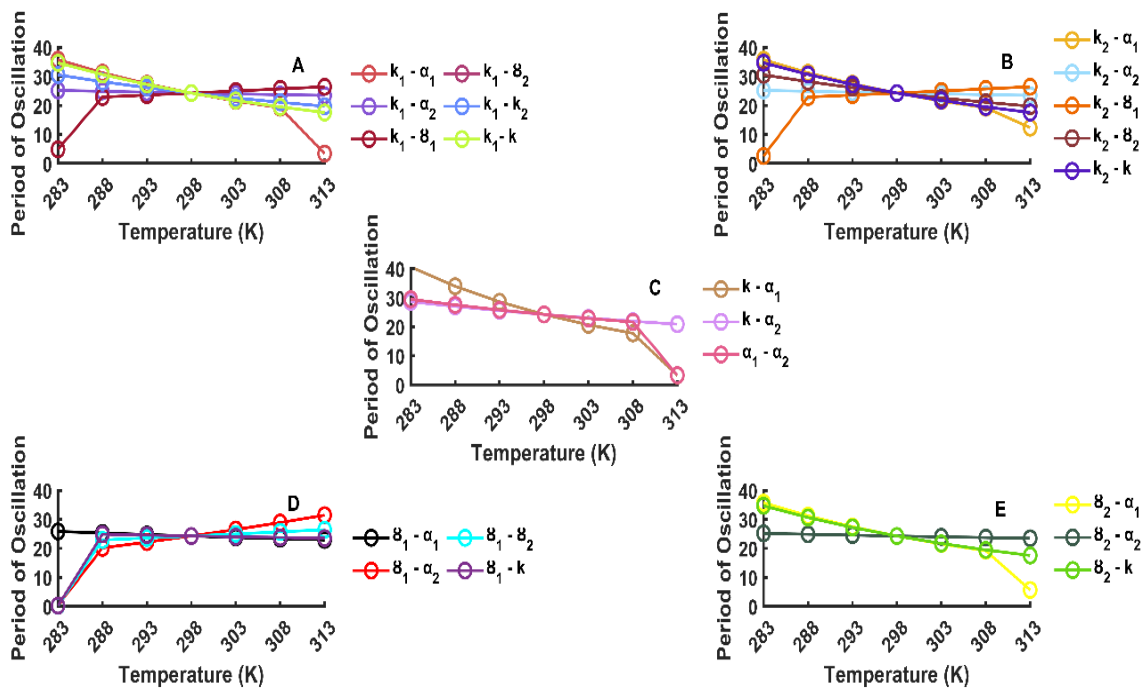 A
Period of Oscillation
40
30
20
10
0
283 288 293 298 303 308 313
Temperature (K)
k₁ - α₁ k₁ - 8₂
k₁ - α₂ k₁ - k₂
k₁ - 8₁ k₁ - k
B
Period of Oscillation
40
30
20
10
0
283 288 293 298 303 308 313
Temperature (K)
k₂ - α₁
k₂ - α₂
k₂ - 8₁
k₂ - 8₂
k₂ - k
C
Period of Oscillation
40
30
20
10
0
283 288 293 298 303 308 313
Temperature (K)
k - α₁
k - α₂
α₁ - α₂
D
Period of Oscillation
40
30
20
10
0
283 288 293 298 303 308 313
Temperature (K)
8₁ - α₁ 8₁ - 8₂
8₁ - α₂ 8₁ - k
E
Period of Oscillation
40
30
20
10
0
283 288 293 298 303 308 313
Temperature (K)
8₂ - α₁
8₂ - α₂
8₂ - k